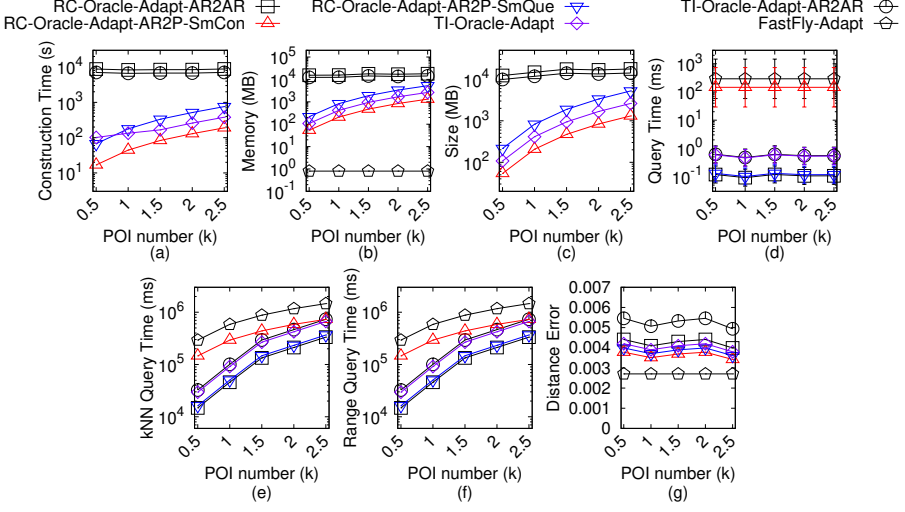 RC-Oracle-Adapt-AR2AR RC-Oracle-Adapt-AR2P-SmQue TI-Oracle-Adapt-AR2AR
RC-Oracle-Adapt-AR2P-SmCon TI-Oracle-Adapt FastFly-Adapt
Construction Time (s)
10^4
10^3
10^2
10^1
0.5 1 1.5 2 2.5
POI number (k)
(a)
Memory (MB)
10^5
10^4
10^3
10^2
10^1
10^0
10^-1
0.5 1 1.5 2 2.5
POI number (k)
(b)
Size (MB)
10^4
10^3
10^2
0.5 1 1.5 2 2.5
POI number (k)
(c)
Query Time (ms)
10^3
10^2
10^1
10^0
10^-1
0.5 1 1.5 2 2.5
POI number (k)
(d)
kNN Query Time (ms)
10^6
10^5
10^4
0.5 1 1.5 2 2.5
POI number (k)
(e)
Range Query Time (ms)
10^6
10^5
10^4
0.5 1 1.5 2 2.5
POI number (k)
(f)
Distance Error
0.007
0.006
0.005
0.004
0.003
0.002
0.001
0
0.5 1 1.5 2 2.5
POI number (k)
(g)